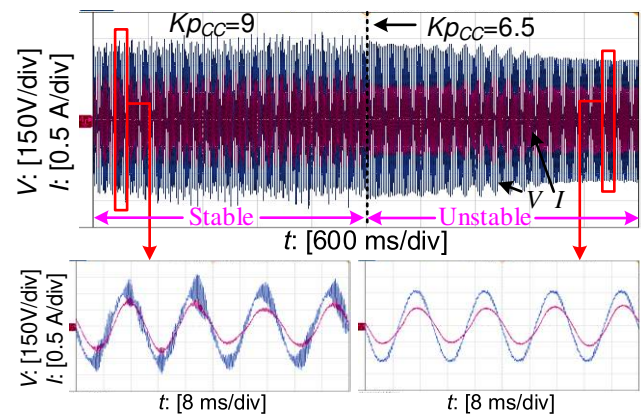 Kp_CC=9
Kp_CC=6.5
V: [150V/div]
I: [0.5 A/div]
V I
Stable
Unstable
t: [600 ms/div]
V: [150V/div]
I: [0.5 A/div]
t: [8 ms/div]
t: [8 ms/div]